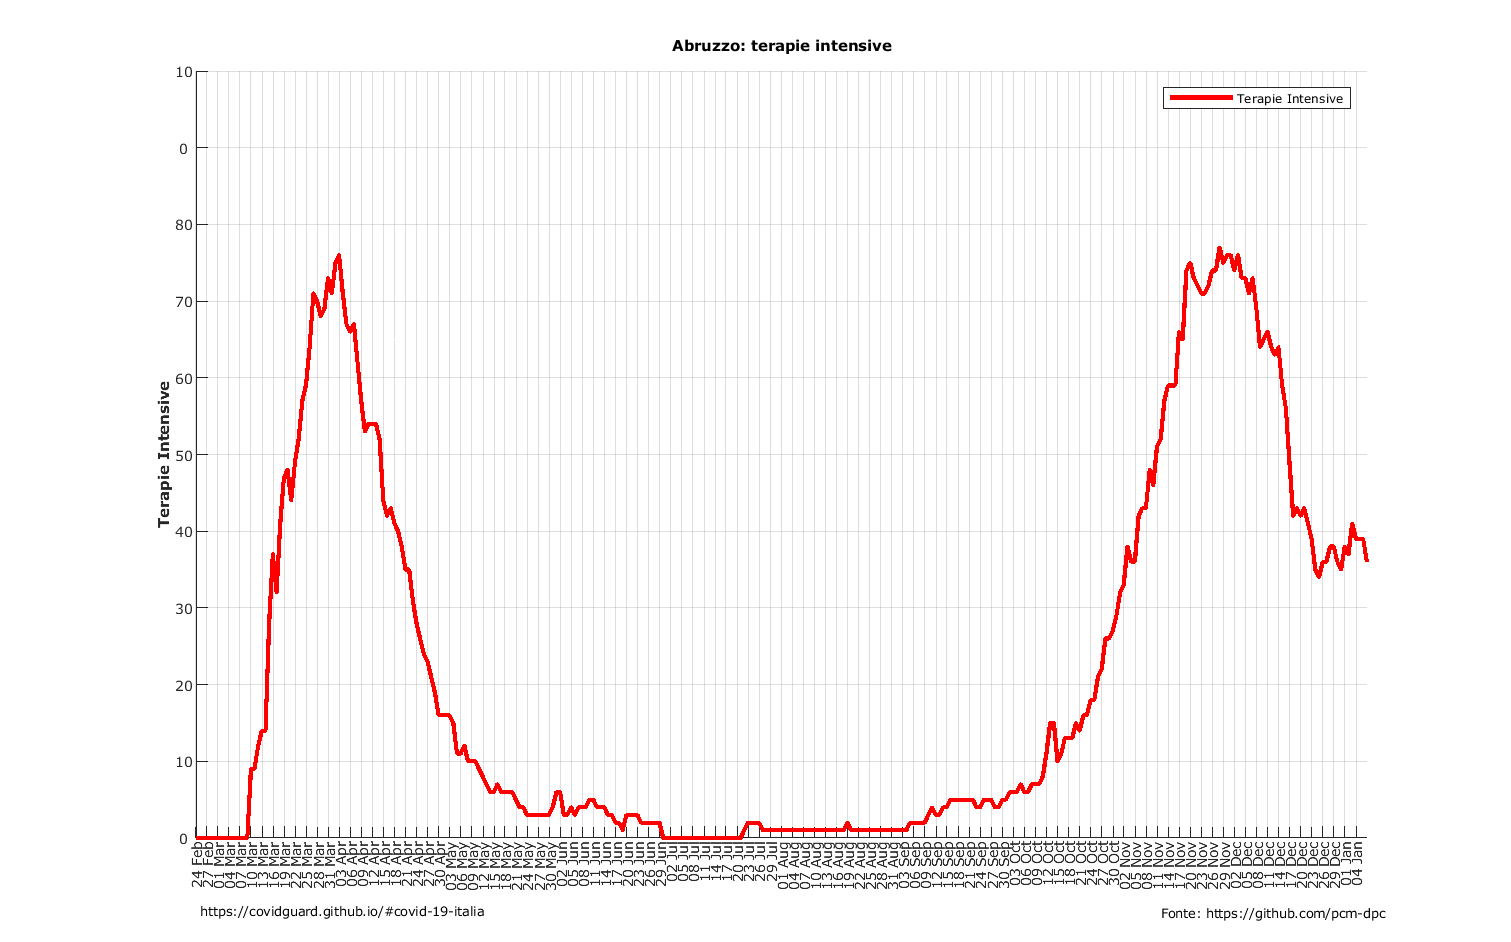 Abruzzo: terapie intensive
Terapie Intensive
10
0
80
70
60
50
40
30
20
10
0
Terapie Intensive
24 Feb
27 Feb
01 Mar
04 Mar
07 Mar
10 Mar
13 Mar
16 Mar
19 Mar
22 Mar
25 Mar
28 Mar
31 Mar
03 Apr
06 Apr
09 Apr
12 Apr
15 Apr
18 Apr
21 Apr
24 Apr
27 Apr
30 Apr
03 May
06 May
09 May
12 May
15 May
18 May
21 May
24 May
27 May
30 May
02 Jun
05 Jun
08 Jun
11 Jun
14 Jun
17 Jun
20 Jun
23 Jun
26 Jun
29 Jun
02 Jul
05 Jul
08 Jul
11 Jul
14 Jul
17 Jul
20 Jul
23 Jul
26 Jul
29 Jul
01 Aug
04 Aug
07 Aug
10 Aug
13 Aug
16 Aug
19 Aug
22 Aug
25 Aug
28 Aug
31 Aug
03 Sep
06 Sep
09 Sep
12 Sep
15 Sep
18 Sep
21 Sep
24 Sep
27 Sep
30 Sep
03 Oct
06 Oct
09 Oct
12 Oct
15 Oct
18 Oct
21 Oct
24 Oct
27 Oct
30 Oct
02 Nov
05 Nov
08 Nov
11 Nov
14 Nov
17 Nov
20 Nov
23 Nov
26 Nov
29 Nov
02 Dec
05 Dec
08 Dec
11 Dec
14 Dec
17 Dec
20 Dec
23 Dec
26 Dec
29 Dec
01 Jan
04 Jan
https://covidguard.github.io/#covid-19-italia
Fonte: https://github.com/pcm-dpc